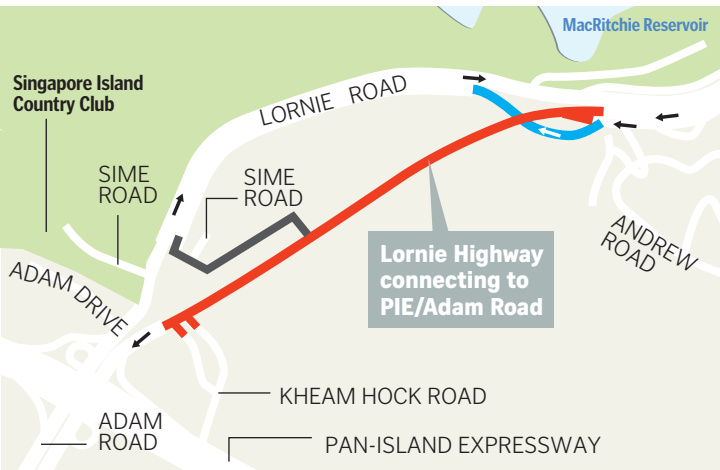 MacRitchie Reservoir
Singapore Island
Country Club
LORNIE ROAD
SIME
ROAD
SIME
ROAD
ANDREW
ROAD
Lornie Highway
connecting to
PIE/Adam Road
ADAM DRIVE
KHEAM HOCK ROAD
ADAM
ROAD
PAN-ISLAND EXPRESSWAY